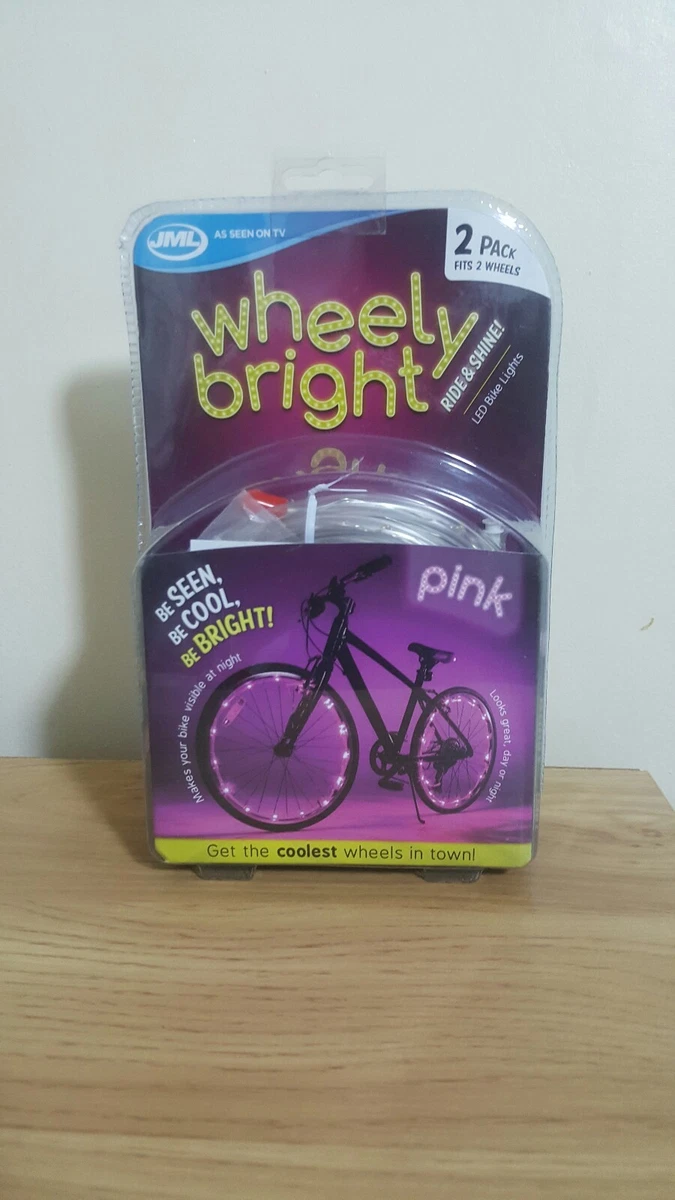 JML
AS SEEN ON TV
2 PACK
FITS 2 WHEELS
wheely
bright
RIDE & SHINE!
LED Bike Lights
BE SEEN,
BE COOL,
BE BRIGHT!
pink
Makes your bike visible at night
Looks great, day or night
Get the coolest wheels in town!